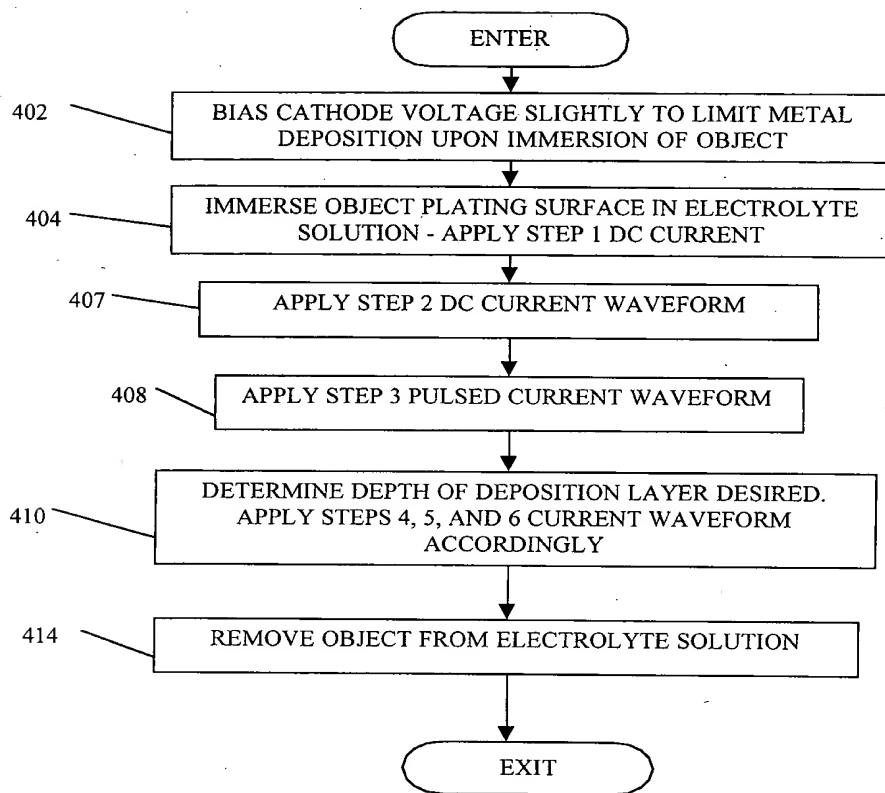 ENTER
402
BIAS CATHODE VOLTAGE SLIGHTLY TO LIMIT METAL
DEPOSITION UPON IMMERSION OF OBJECT
404
IMMERSE OBJECT PLATING SURFACE IN ELECTROLYTE
SOLUTION - APPLY STEP 1 DC CURRENT
407
APPLY STEP 2 DC CURRENT WAVEFORM
408
APPLY STEP 3 PULSED CURRENT WAVEFORM
410
DETERMINE DEPTH OF DEPOSITION LAYER DESIRED.
APPLY STEPS 4, 5, AND 6 CURRENT WAVEFORM
ACCORDINGLY
414
REMOVE OBJECT FROM ELECTROLYTE SOLUTION
EXIT